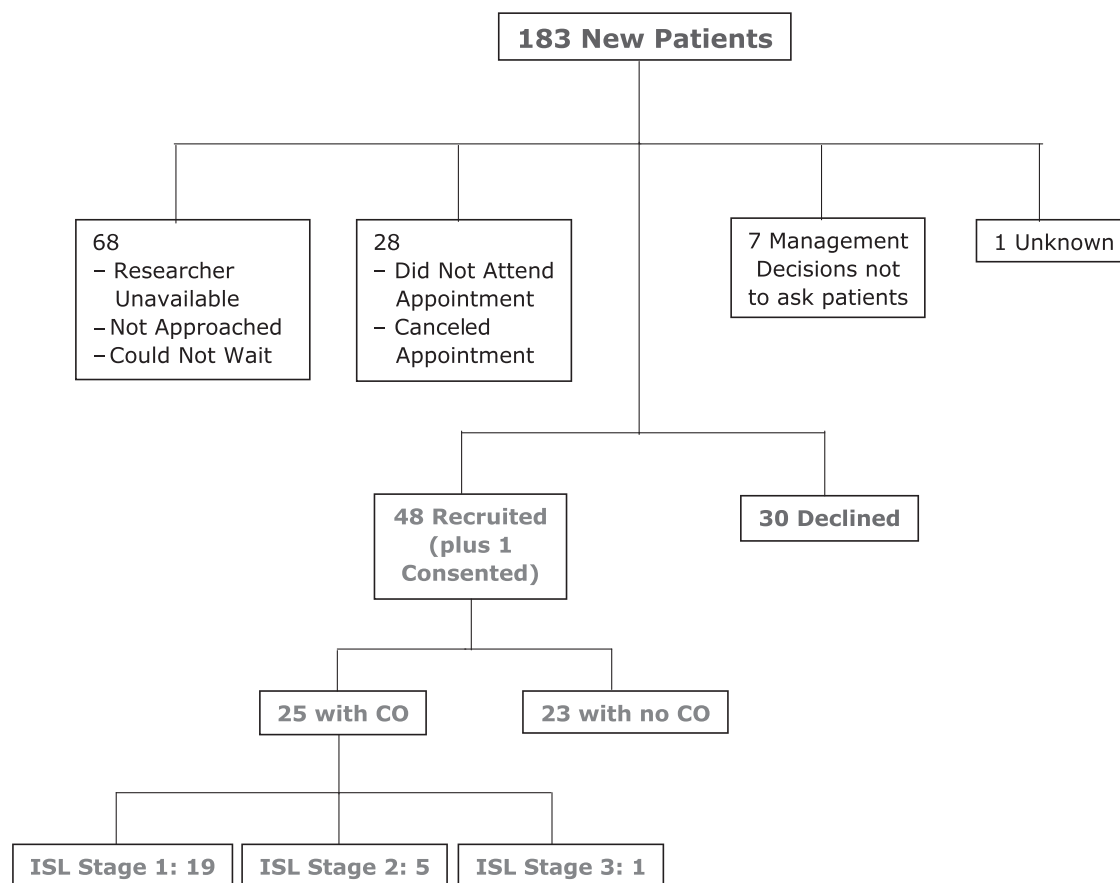 183 New Patients
68
– Researcher
Unavailable
– Not Approached
– Could Not Wait
28
– Did Not Attend
Appointment
– Canceled
Appointment
7 Management
Decisions not
to ask patients
1 Unknown
48 Recruited
(plus 1
Consented)
30 Declined
25 with CO
23 with no CO
ISL Stage 1: 19
ISL Stage 2: 5
ISL Stage 3: 1